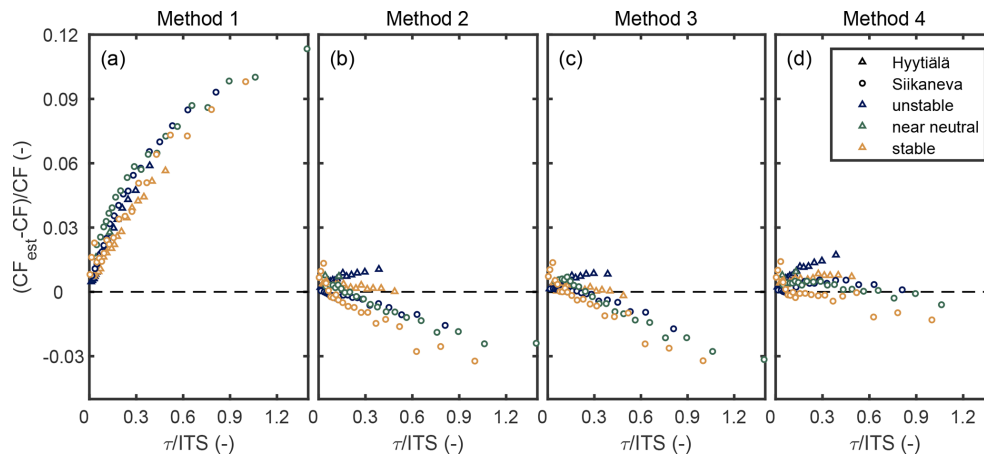 Method 1 Method 2 Method 3 Method 4
(a) (b) (c) (d)
Hyytiälä
Siikaneva
unstable
near neutral
stable
(CFest-CF)/CF (-)
0.12
0.09
0.06
0.03
0
-0.03
0 0.3 0.6 0.9 1.2 0 0.3 0.6 0.9 1.2 0 0.3 0.6 0.9 1.2 0 0.3 0.6 0.9 1.2
τ/ITS (-) τ/ITS (-) τ/ITS (-) τ/ITS (-)